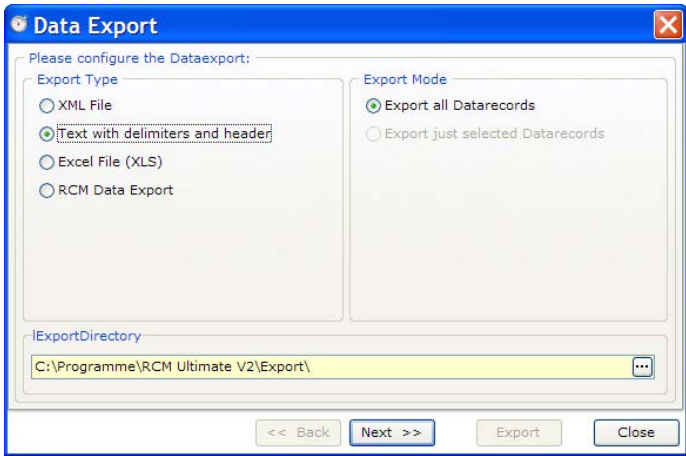 Data Export
Please configure the Dataexport:
Export Type
XML File
Text with delimiters and header
Excel File (XLS)
RCM Data Export
Export Mode
Export all Datarecords
Export just selected Datarecords
lExportDirectory
C:\Programme\RCM Ultimate V2\Export\
...
<< Back
Next >>
Export
Close